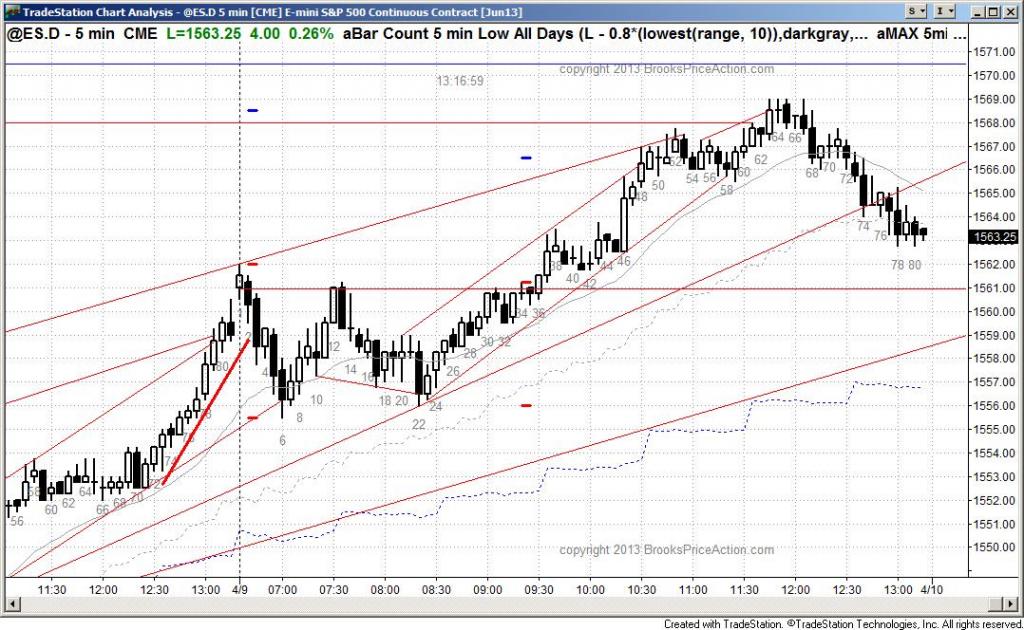 TradeStation Chart Analysis - @ES.D 5 min [CME] E-mini S&P 500 Continuous Contract [Jun13]
S I
@ES.D - 5 min CME L=1563.25 4.00 0.26% aBar Count 5 min Low All Days (L - 0.8*(lowest(range, 10)),darkgray,... aMAX 5mi ...
1571.00
copyright 2013 BrooksPriceAction.com
1570.00
13:16:59
1569.00
1568.00
64 66
1567.00
52 54 56 58 60 62
68 70 72
1566.00
50
48
1565.00
1564.00
74 76
1563.25
78 80
1562.00
38 40 42 44 46
1561.00
34 36
1560.00
30 32
1559.00
2 12 28
1558.00
80 4 14 16 26
1557.00
10 18 20 24
1556.00
8 22
6
1555.00
1554.00
74
1553.00
58 60 62 64 66 68 70 72
1552.00
56
1551.00
copyright 2013 BrooksPriceAction.com
1550.00
11:30 12:00 12:30 13:00 4/9 07:00 07:30 08:00 08:30 09:00 09:30 10:00 10:30 11:00 11:30 12:00 12:30 13:00 4/10
Created with TradeStation. ©TradeStation Technologies, Inc. All rights reserved.